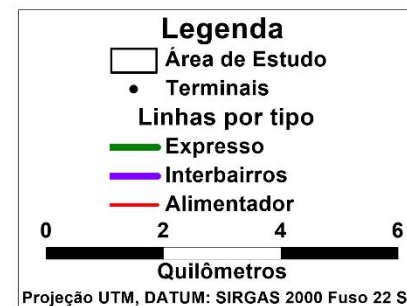 Legenda
Área de Estudo
Terminais
Linhas por tipo
Expresso
Interbairros
Alimentador
0 2 4 6
Quilômetros
Projeção UTM, DATUM: SIRGAS 2000 Fuso 22 S